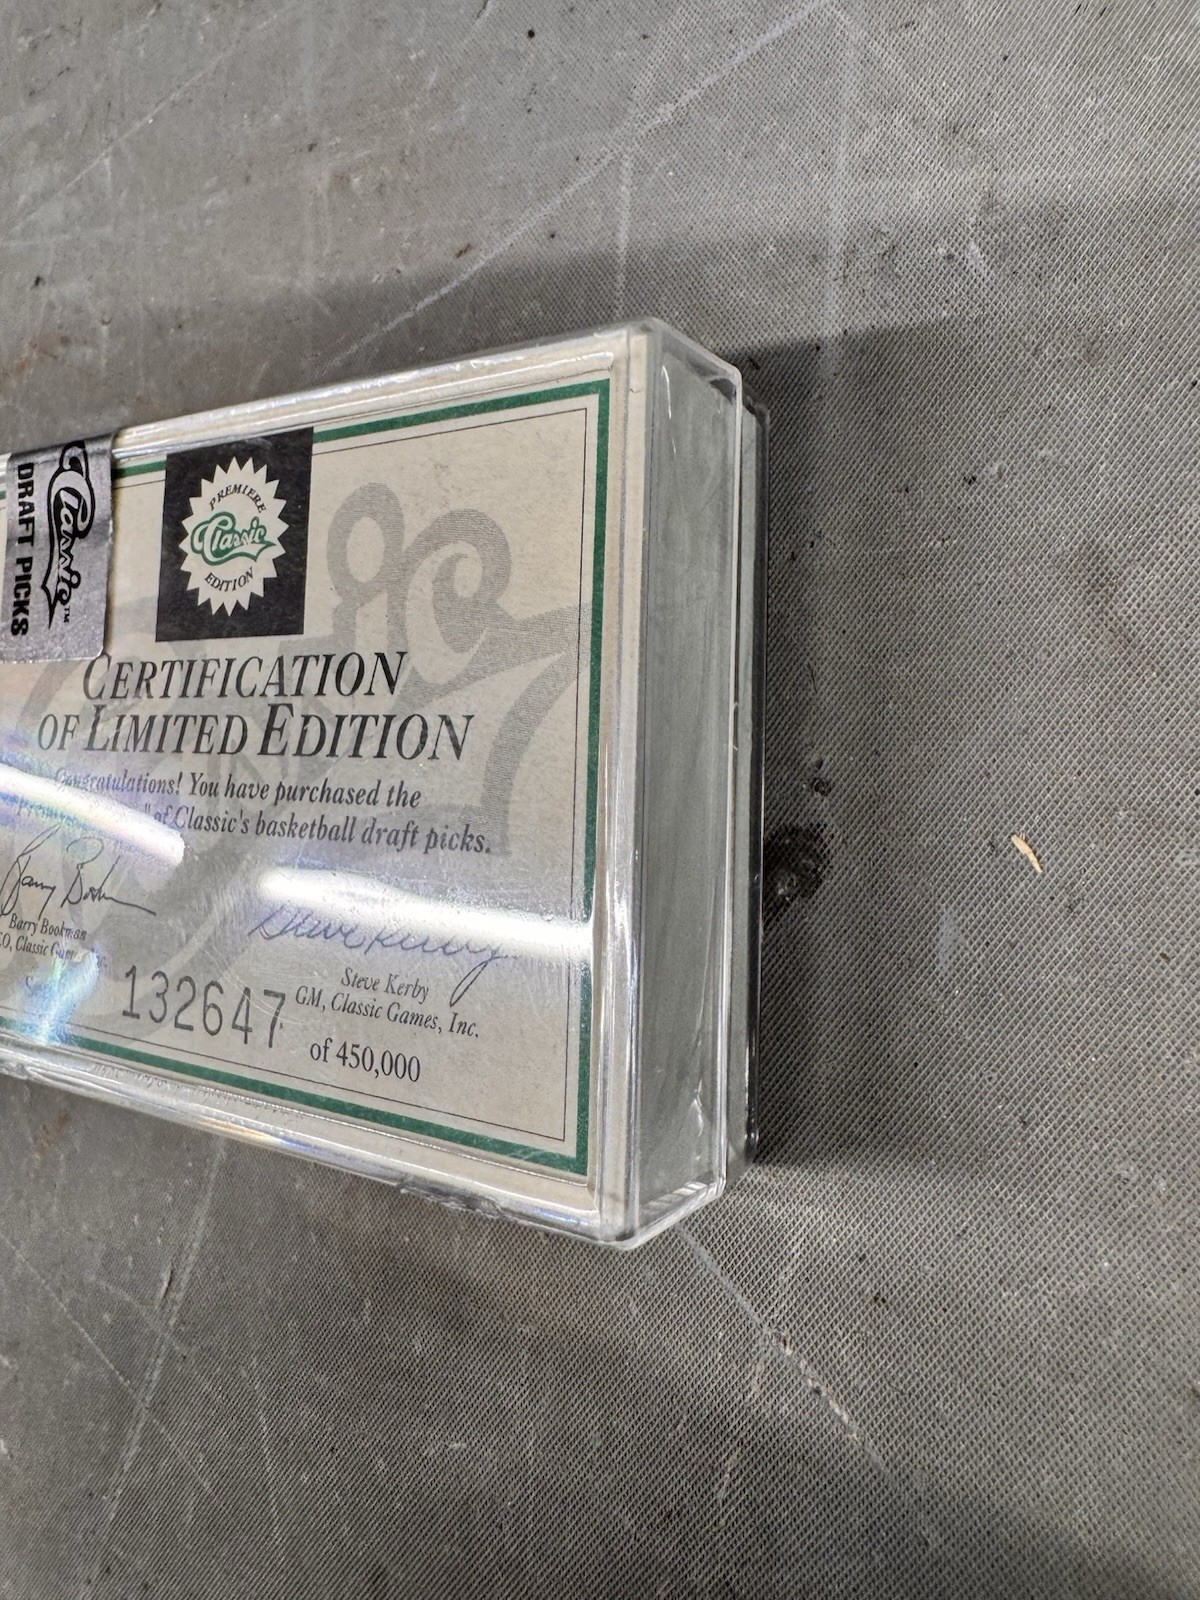 Classic™
DRAFT PICKS
PREMIERE
Classic
EDITION
CERTIFICATION
OF LIMITED EDITION
Congratulations! You have purchased the
of Classic's basketball draft picks.
Barry Bookman
Steve Kerby
Classic
GM, Classic Games, Inc.
132647
of 450,000